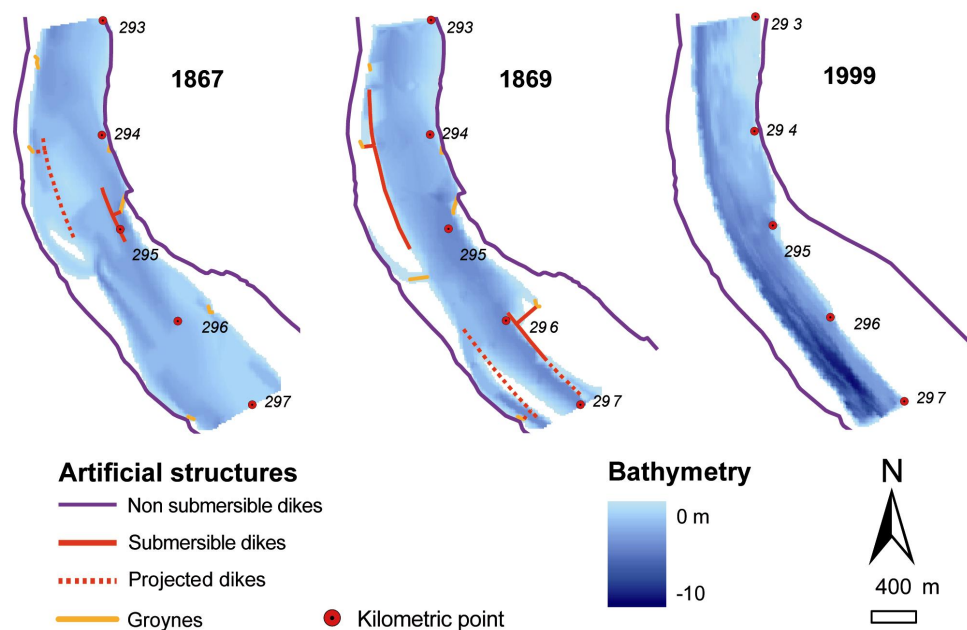 293
1867
294
295
296
297
293
1869
294
295
29 6
29 7
29 3
1999
29 4
295
296
29 7
Artificial structures
Non submersible dikes
Submersible dikes
Projected dikes
Groynes
Kilometric point
Bathymetry
0 m
-10
N
400 m